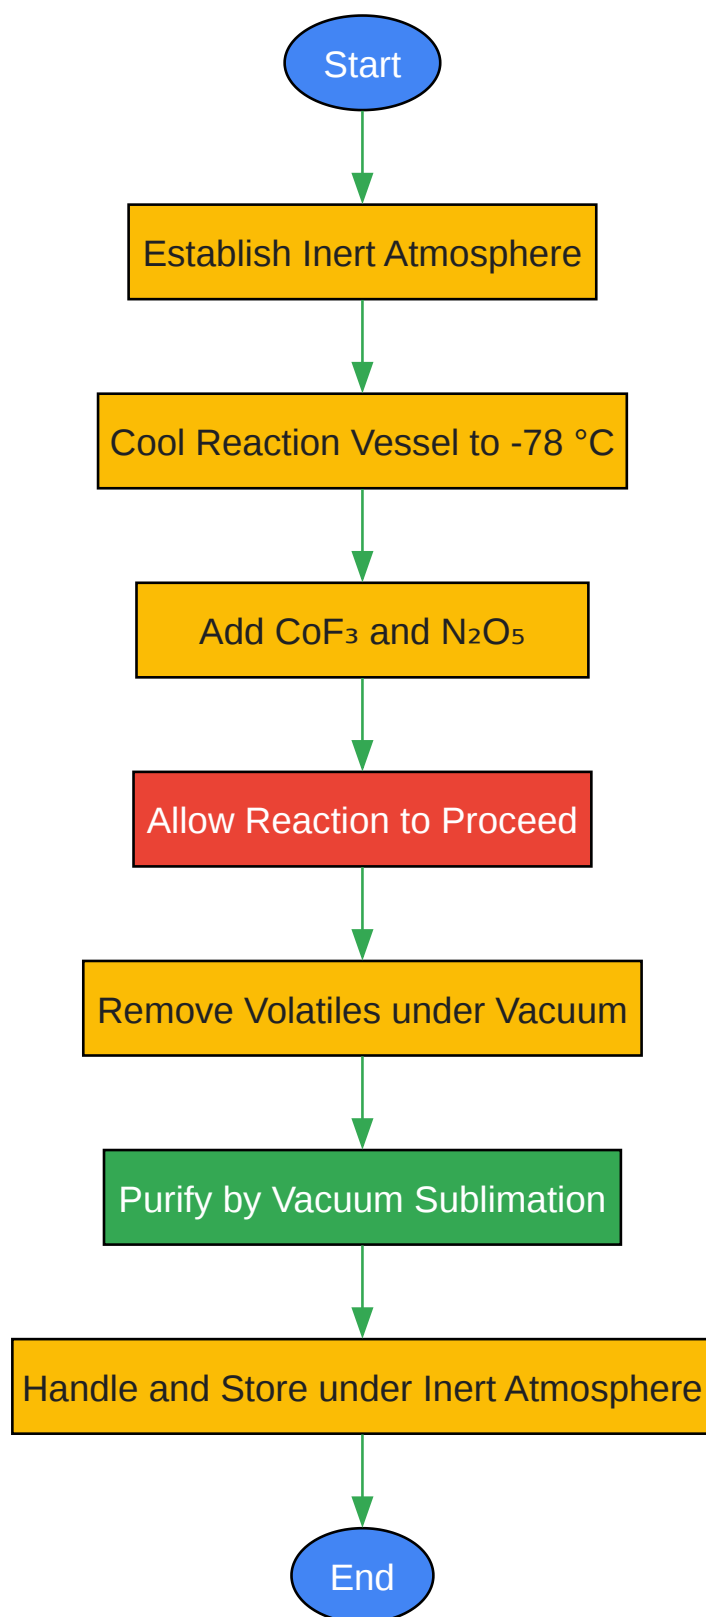 Start
Establish Inert Atmosphere
Cool Reaction Vessel to -78 °C
Add CoF₃ and N₂O₅
Allow Reaction to Proceed
Remove Volatiles under Vacuum
Purify by Vacuum Sublimation
Handle and Store under Inert Atmosphere
End